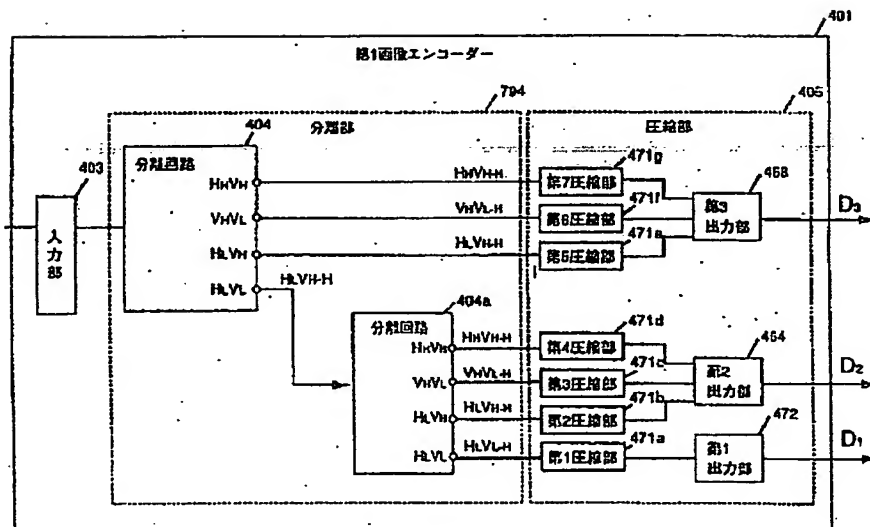 401
第1画像エンコーダー
794
405
分離部
圧縮部
404
403
分離回路
入力部
HHVH
VHVL
HLVH
HLVL
HHVH-H
VHVL-H
HLVH-H
HLVH-H
471g
第7圧縮部
471f
第6圧縮部
471e
第5圧縮部
468
第3出力部
D3
404a
分離回路
HHVH
VHVL
HLVH
HLVL
HHVH-H
VHVL-H
HLVH-H
HLVL-H
471d
第4圧縮部
471c
第3圧縮部
471b
第2圧縮部
471a
第1圧縮部
464
第2出力部
D2
472
第1出力部
D1